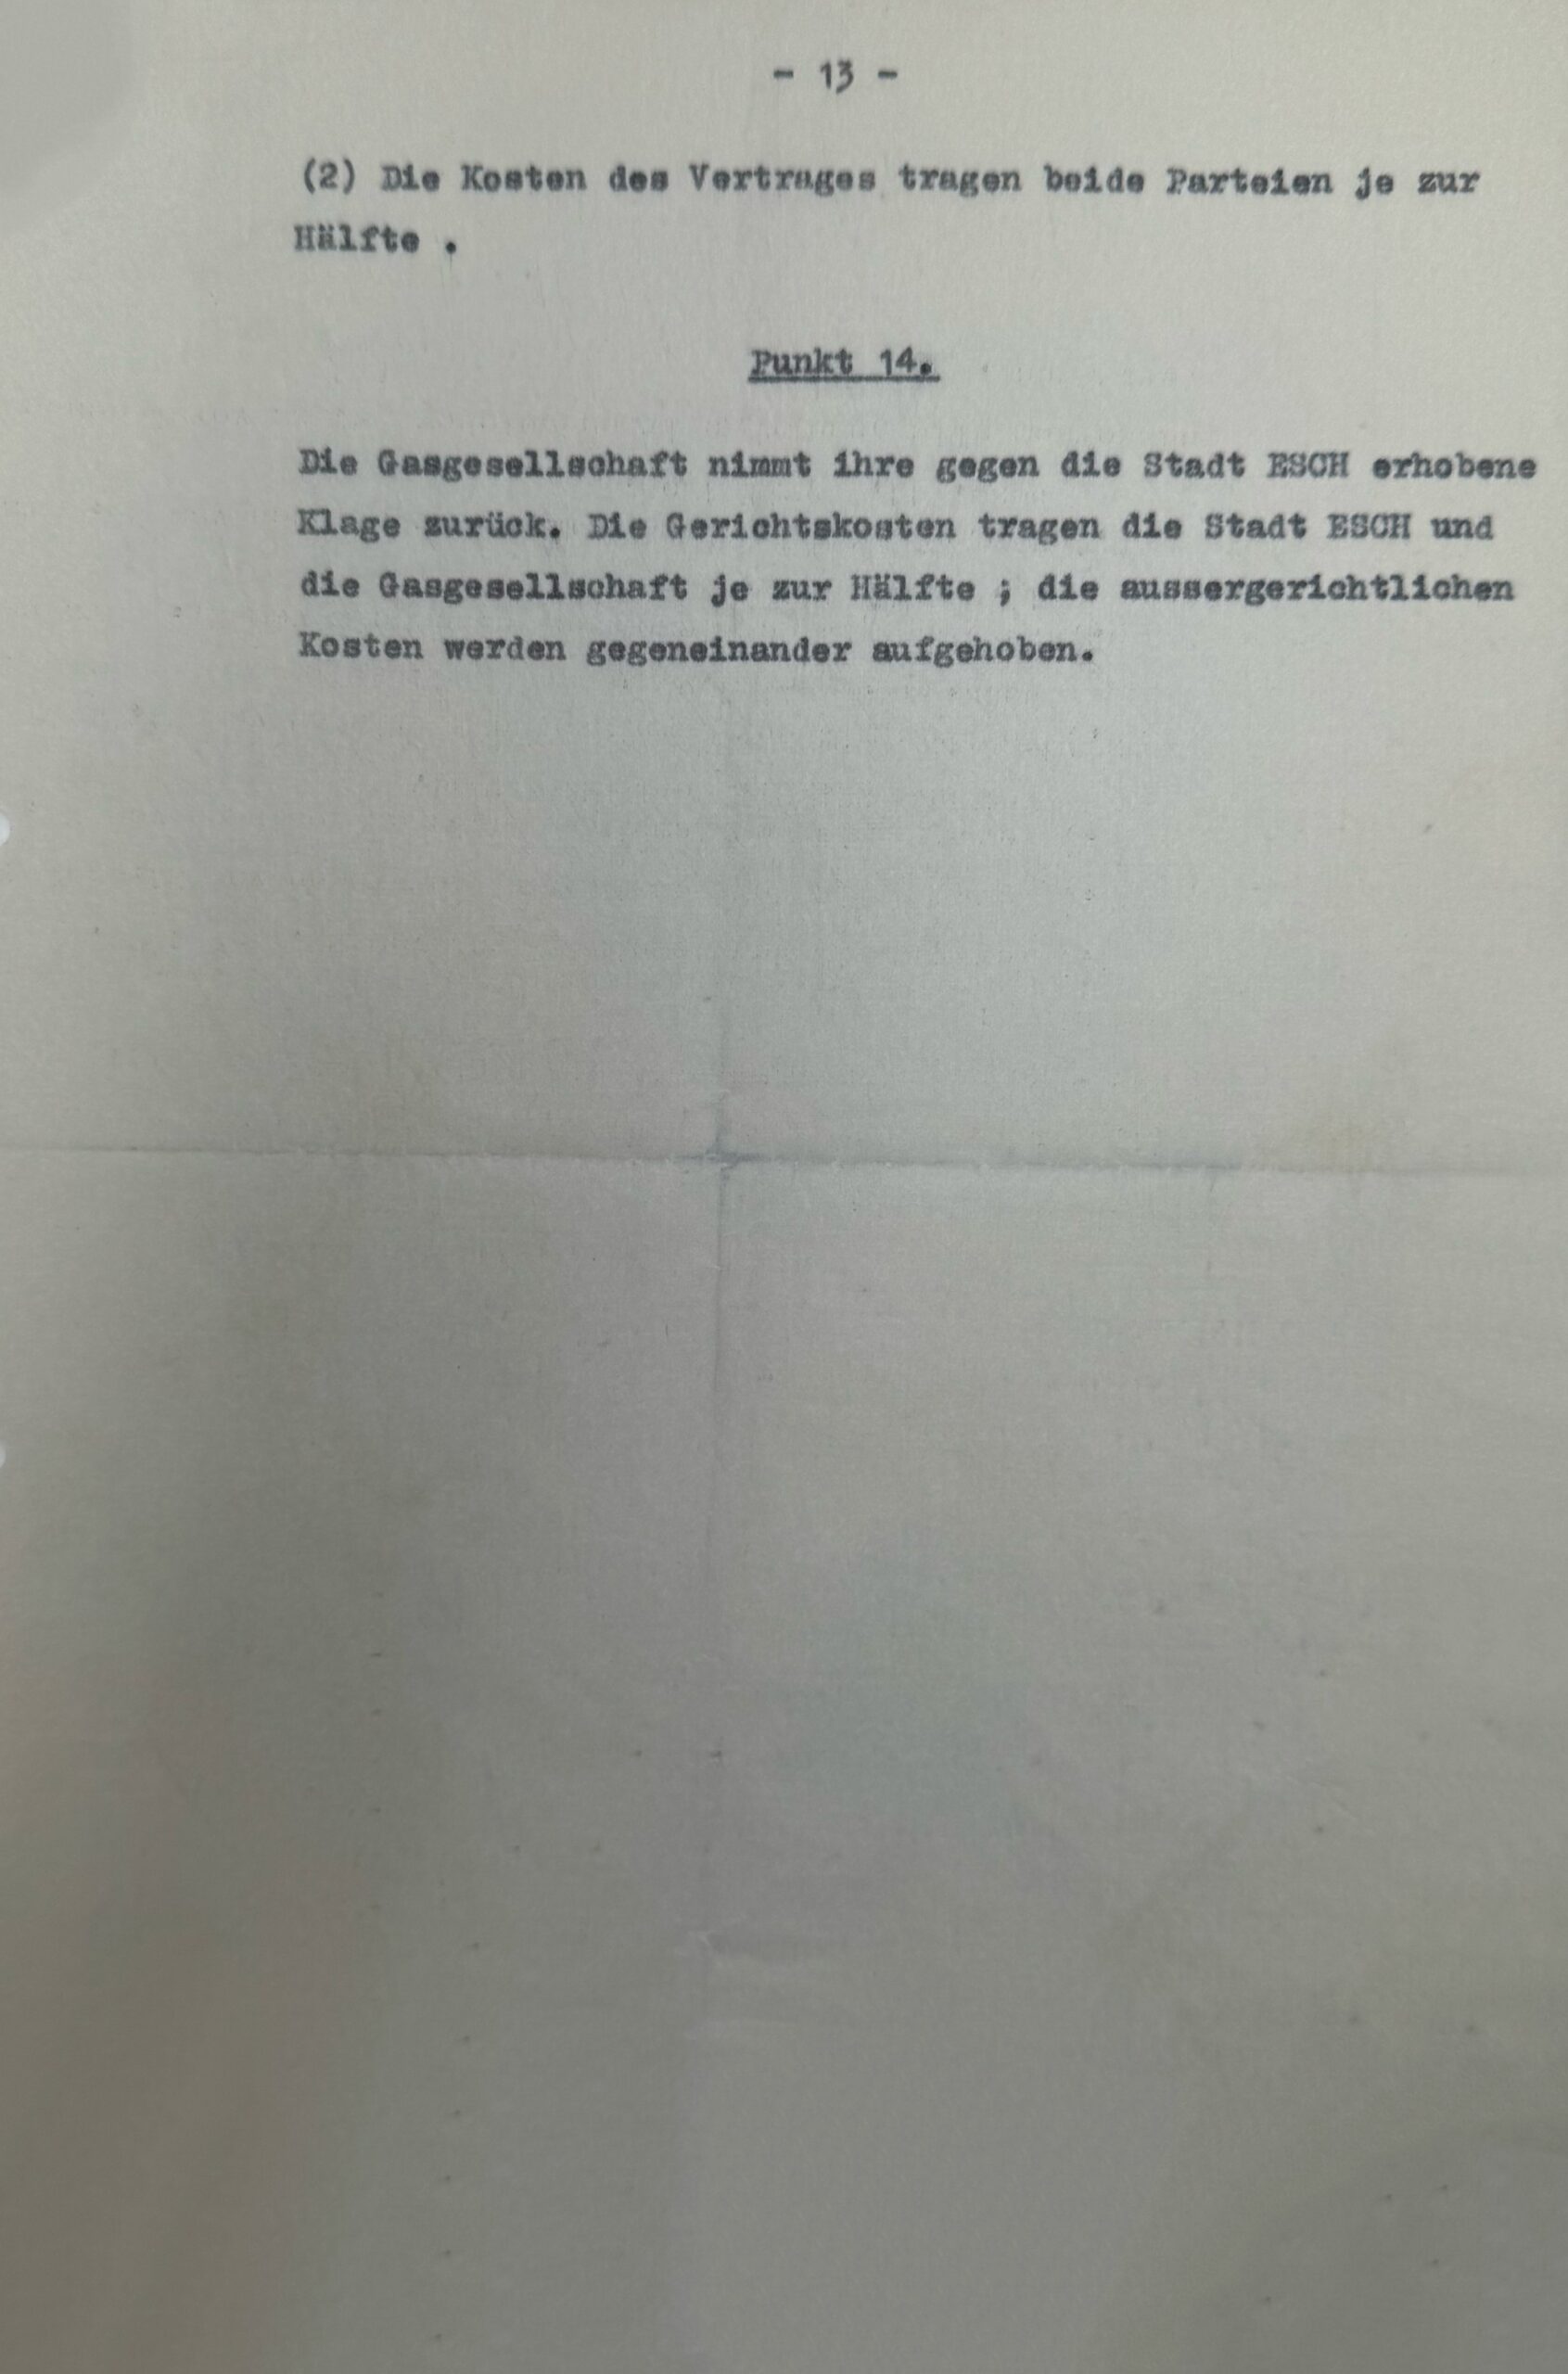 - 13 -
(2) Die Kosten des Vertrages tragen beide Parteien je zur
Hälfte .
Punkt 14.
Die Gasgesellschaft nimmt ihre gegen die Stadt ESCH erhobene
Klage zurück. Die Gerichtskosten tragen die Stadt ESCH und
die Gasgesellschaft je zur Hälfte ; die aussergerichtlichen
Kosten werden gegeneinander aufgehoben.